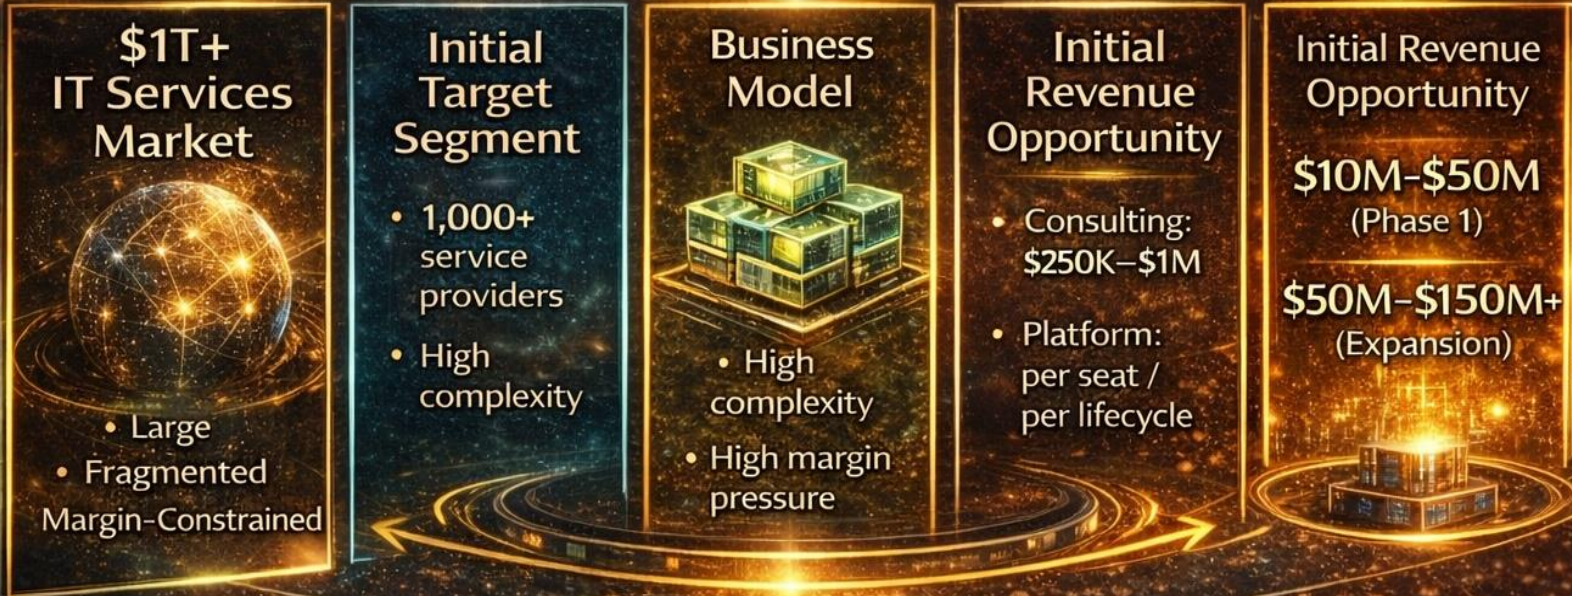 $1T+
IT Services
Market
• Large
• Fragmented
Margin-Constrained
Initial
Target
Segment
• 1,000+
service
providers
• High
complexity
Business
Model
• High
complexity
• High margin
pressure
Initial
Revenue
Opportunity
• Consulting:
$250K–$1M
• Platform:
per seat /
per lifecycle
Initial Revenue
Opportunity
$10M–$50M
(Phase 1)
$50M–$150M+
(Expansion)